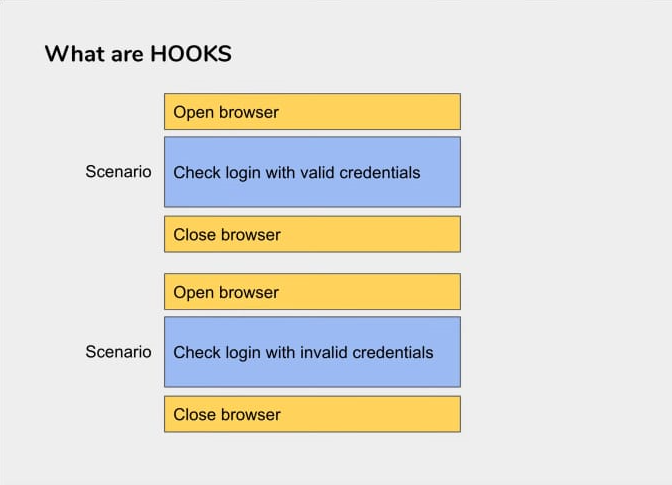 What are HOOKS
Open browser
Scenario
Check login with valid credentials
Close browser
Open browser
Scenario
Check login with invalid credentials
Close browser